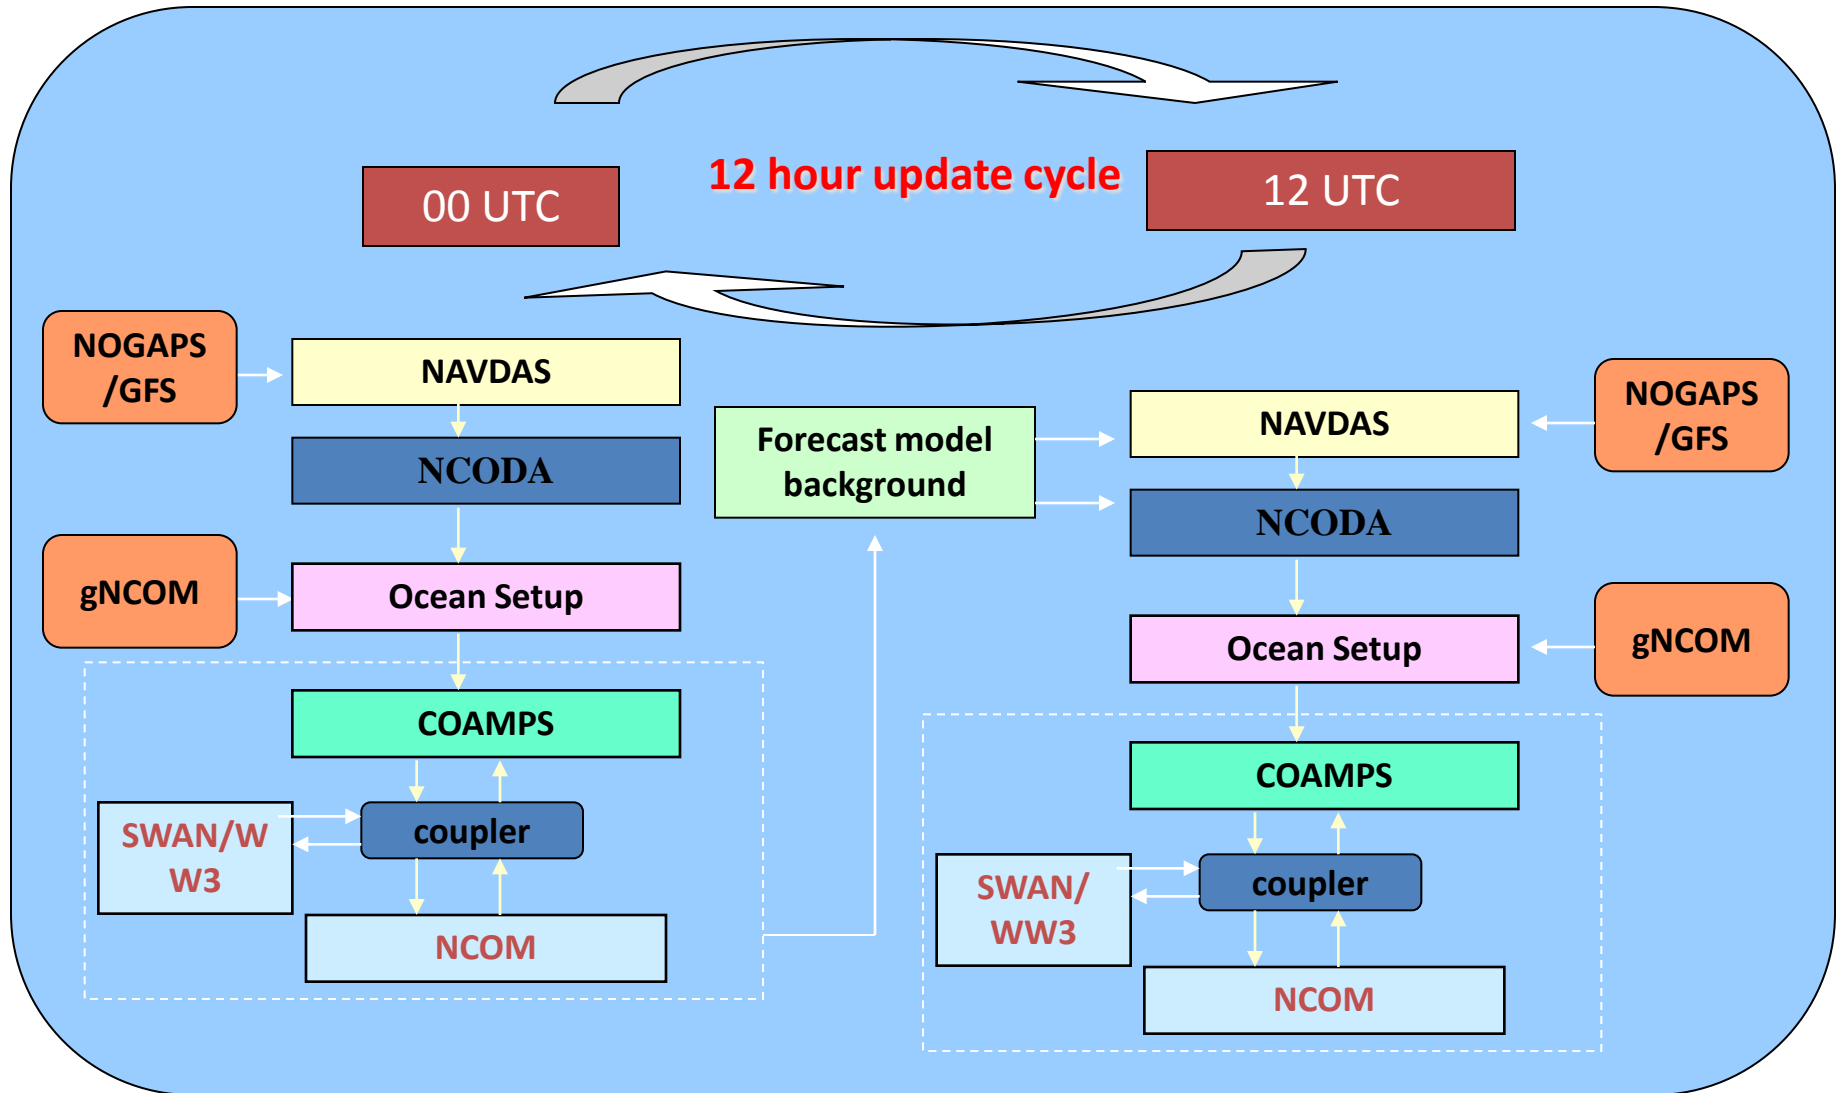 12 hour update cycle
00 UTC
12 UTC
NOGAPS
/GFS
NAVDAS
NCODA
gNCOM
Ocean Setup
COAMPS
SWAN/W
W3
coupler
NCOM
Forecast model
background
NAVDAS
NOGAPS
/GFS
NCODA
Ocean Setup
gNCOM
COAMPS
SWAN/
WW3
coupler
NCOM